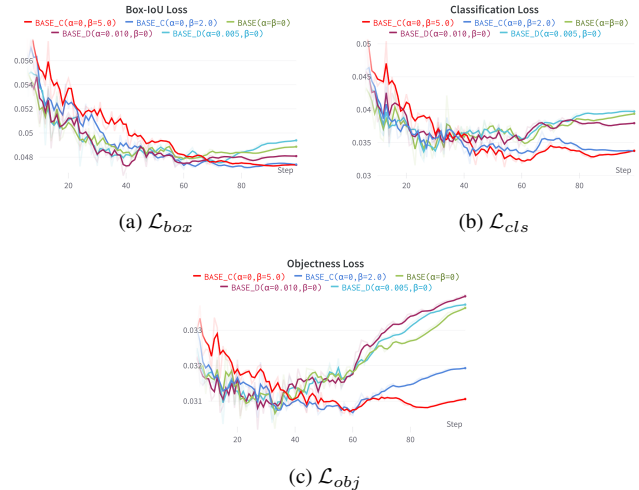 Box-IoU Loss
BASE_C(α=0,β=5.0) BASE_C(α=0,β=2.0) BASE(α=β=0)
BASE_D(α=0.010,β=0) BASE_D(α=0.005,β=0)
0.056
0.052
0.05
0.048
Step
20 40 60 80
(a) ℒbox
Classification Loss
BASE_C(α=0,β=5.0) BASE_C(α=0,β=2.0) BASE(α=β=0)
BASE_D(α=0.010,β=0) BASE_D(α=0.005,β=0)
0.05
0.045
0.04
0.035
0.03
Step
20 40 60 80
(b) ℒcls
Objectness Loss
BASE_C(α=0,β=5.0) BASE_C(α=0,β=2.0) BASE(α=β=0)
BASE_D(α=0.010,β=0) BASE_D(α=0.005,β=0)
0.033
0.032
0.031
Step
20 40 60 80
(c) ℒobj